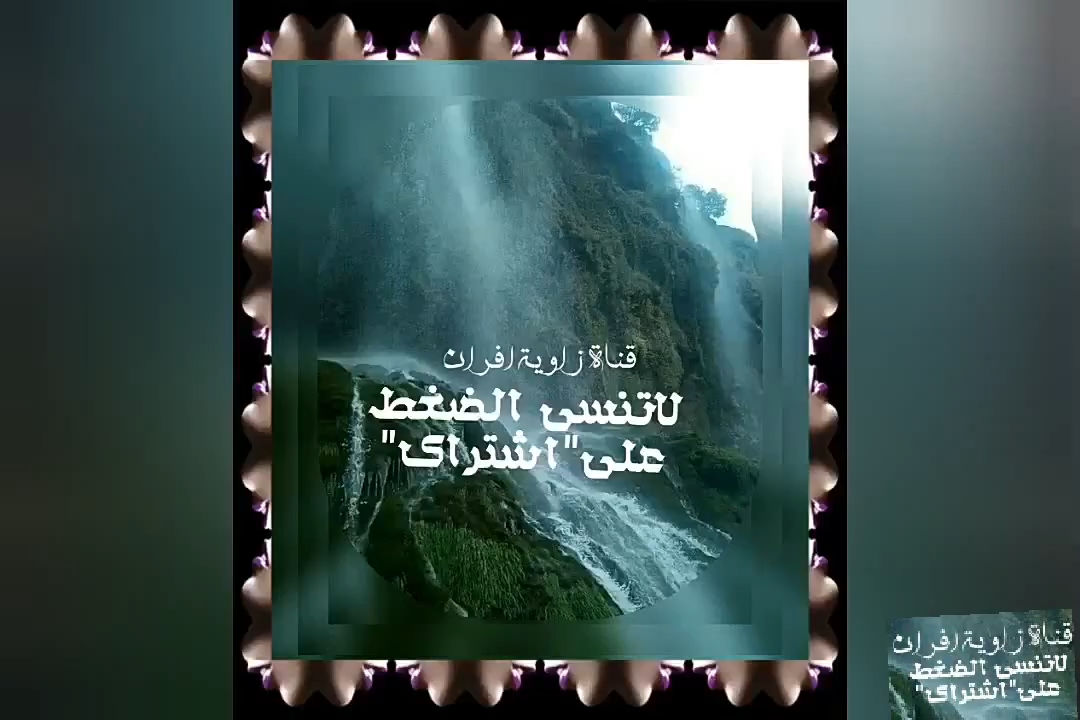 قناة زاوية افران
لاتنسى الضغط
على"اشتراك"
قناة زاوية افران
لاتنسى الضغط
على"اشتراك"